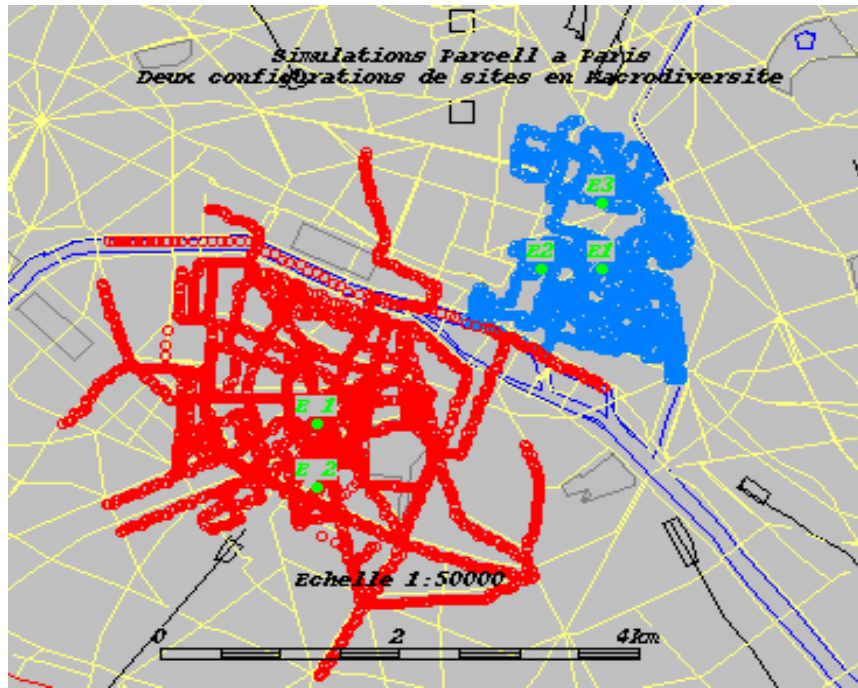 Simulations Parcell a Paris
Deux configurations de sites en Macrodiversite
E3
E2 E1
E 1
E 2
Echelle 1:50000
0 2 4km